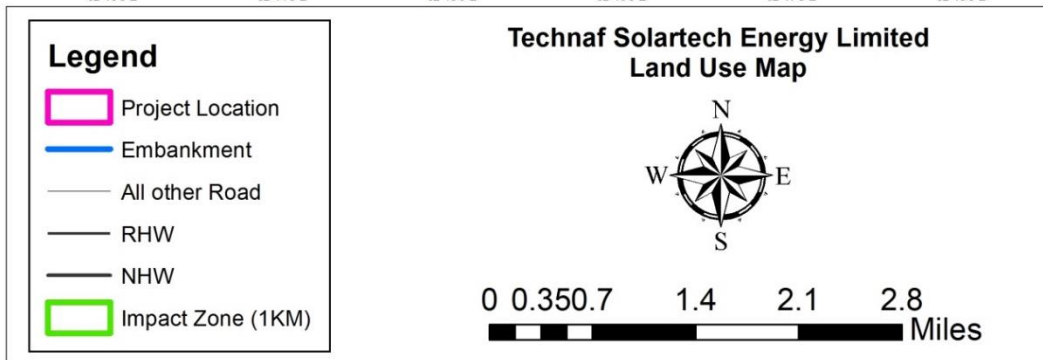 Legend
Project Location
Embankment
All other Road
RHW
NHW
Impact Zone (1KM)
Technaf Solartech Energy Limited
Land Use Map
N
W E
S
0 0.350.7 1.4 2.1 2.8
Miles